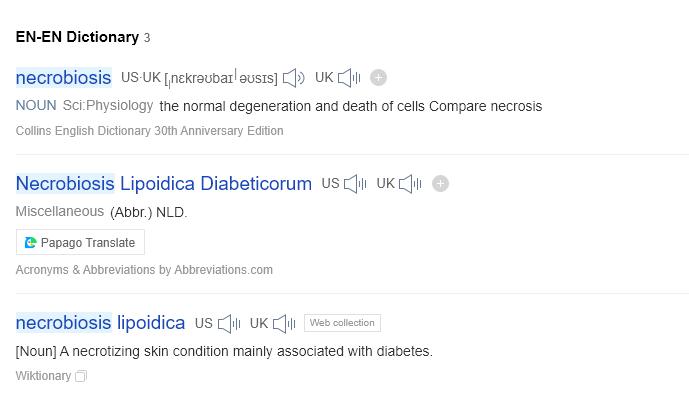 EN-EN Dictionary 3
necrobiosis US·UK [ˌnɛkrəʊbaɪˈəʊsɪs] UK
NOUN Sci:Physiology the normal degeneration and death of cells Compare necrosis
Collins English Dictionary 30th Anniversary Edition
Necrobiosis Lipoidica Diabeticorum US UK
Miscellaneous (Abbr.) NLD.
Papago Translate
Acronyms & Abbreviations by Abbreviations.com
necrobiosis lipoidica US UK Web collection
[Noun] A necrotizing skin condition mainly associated with diabetes.
Wiktionary